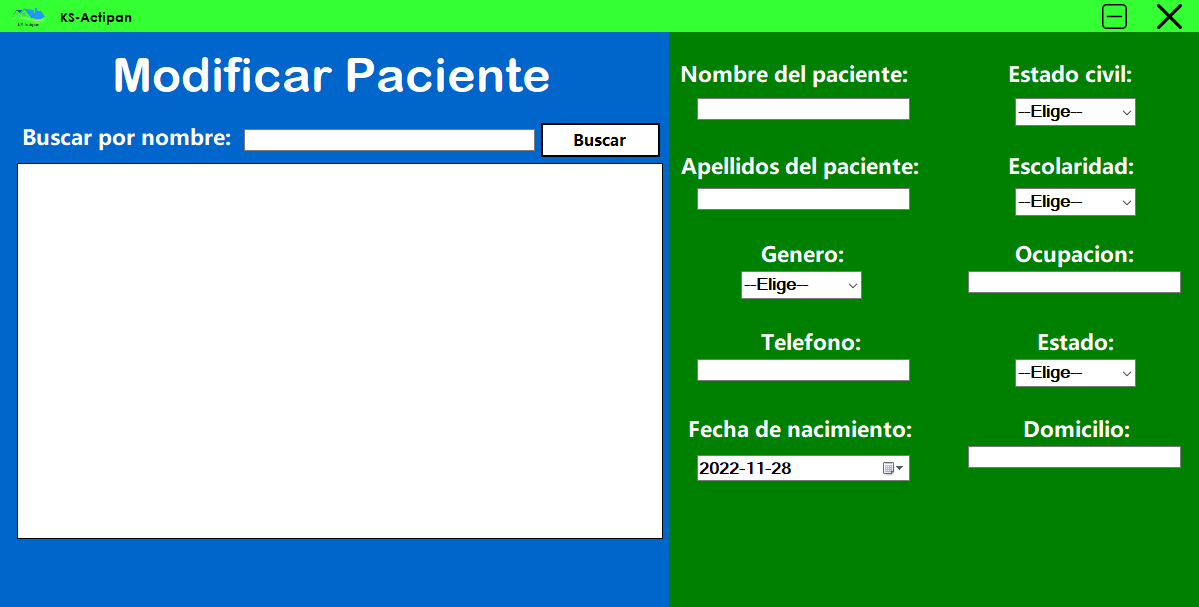 KS-Actipan
Modificar Paciente
Buscar por nombre:
Buscar
Nombre del paciente:
Estado civil:
--Elige--
Apellidos del paciente:
Escolaridad:
--Elige--
Genero:
--Elige--
Ocupacion:
Telefono:
Estado:
--Elige--
Fecha de nacimiento:
2022-11-28
Domicilio: